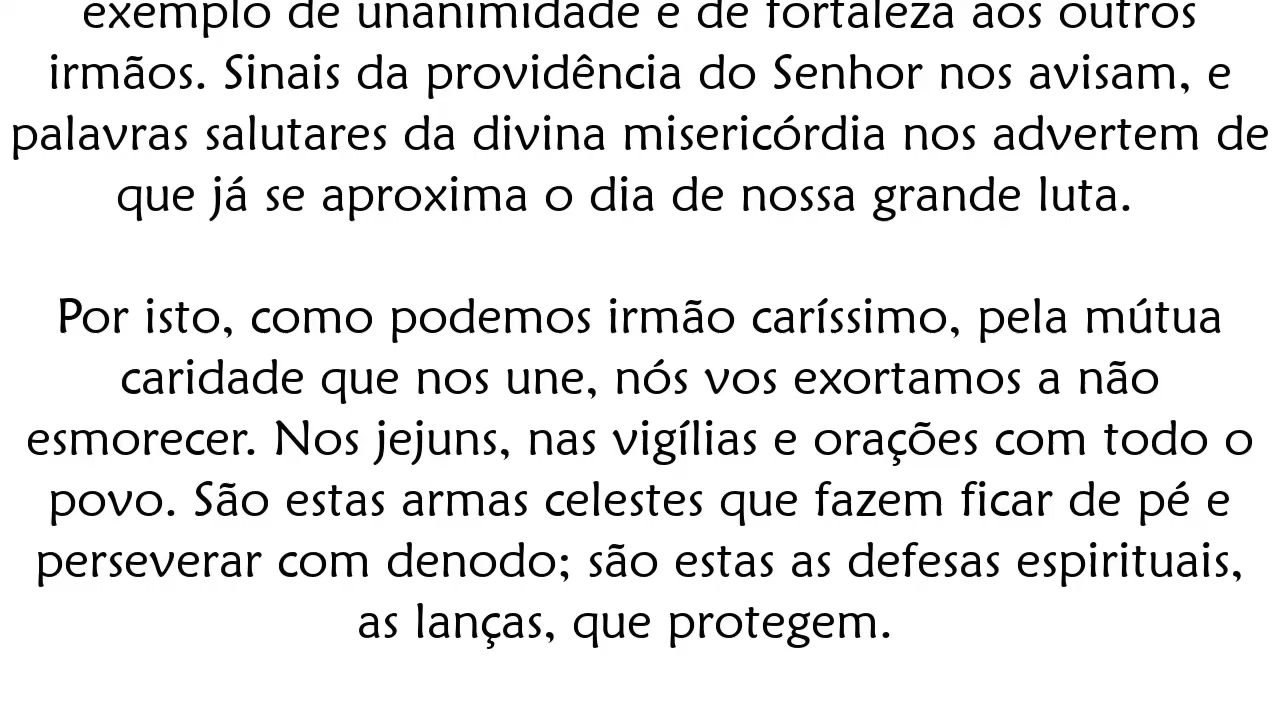 exemplo de unanimidade e de fortaleza aos outros
irmãos. Sinais da providência do Senhor nos avisam, e
palavras salutares da divina misericórdia nos advertem de
que já se aproxima o dia de nossa grande luta.
Por isto, como podemos irmão caríssimo, pela mútua
caridade que nos une, nós vos exortamos a não
esmorecer. Nos jejuns, nas vigílias e orações com todo o
povo. São estas armas celestes que fazem ficar de pé e
perseverar com denodo; são estas as defesas espirituais,
as lanças, que protegem.